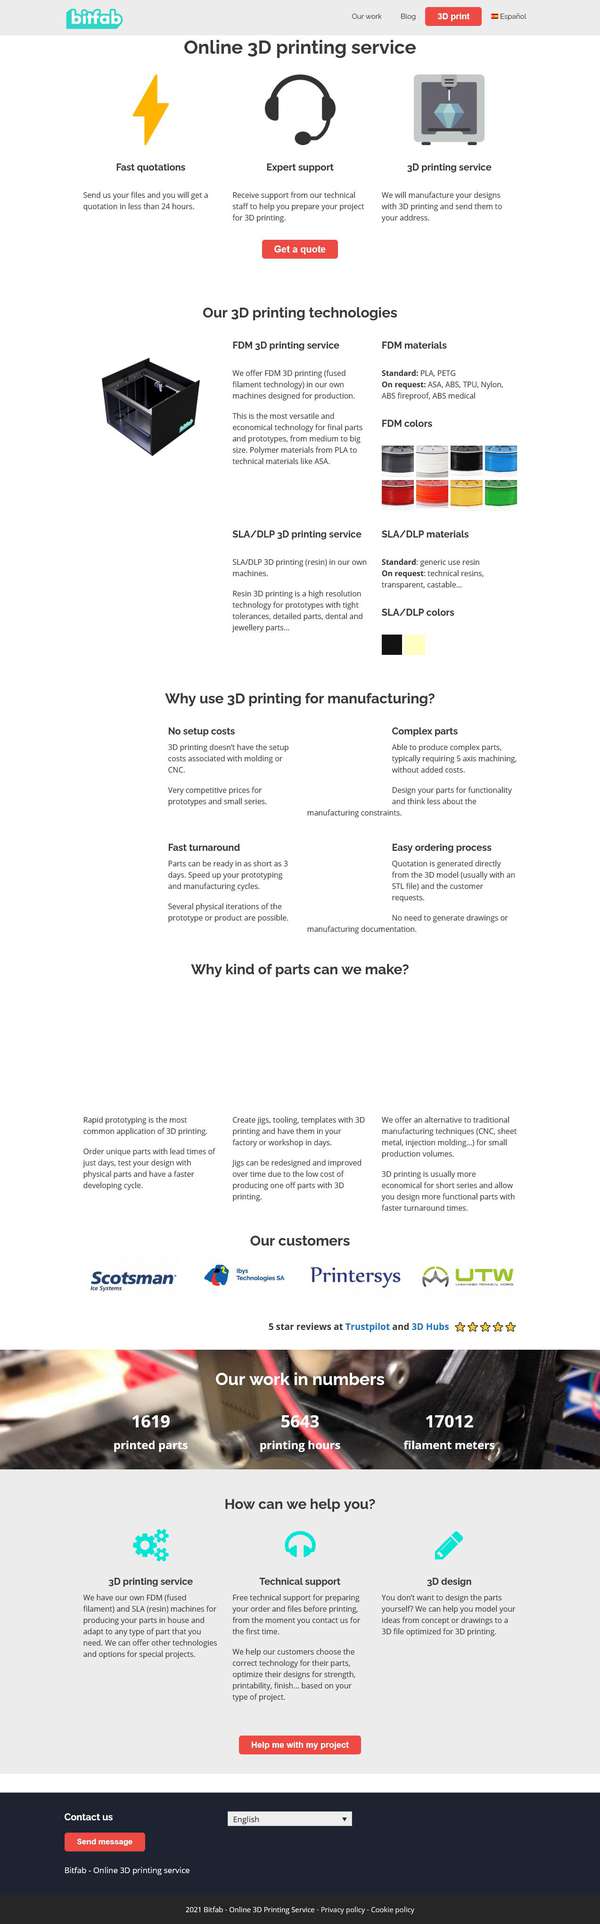 bitfab
Our work
Blog
3D print
Español
Online 3D printing service
Fast quotations
Send us your files and you will get a
quotation in less than 24 hours.
Expert support
Receive support from our technical
staff to help you prepare your project
for 3D printing.
3D printing service
We will manufacture your designs
with 3D printing and send them to
your address.
Get a quote
Our 3D printing technologies
FDM 3D printing service
We offer FDM 3D printing (fused
filament technology) in our own
machines designed for production.
This is the most versatile and
economical technology for final parts
and prototypes, from medium to big
size. Polymer materials from PLA to
technical materials like ASA.
FDM materials
Standard: PLA, PETG
On request: ASA, ABS, TPU, Nylon,
ABS fireproof, ABS medical
FDM colors
bitfab
SLA/DLP 3D printing service
SLA/DLP 3D printing (resin) in our own
machines.
Resin 3D printing is a high resolution
technology for prototypes with tight
tolerances, detailed parts, dental and
jewellery parts...
SLA/DLP materials
Standard: generic use resin
On request: technical resins,
transparent, castable...
SLA/DLP colors
Why use 3D printing for manufacturing?
No setup costs
3D printing doesn't have the setup
costs associated with molding or
CNC.
Very competitive prices for
prototypes and small series.
Complex parts
Able to produce complex parts,
typically requiring 5 axis machining,
without added costs.
Design your parts for functionality
and think less about the
manufacturing constraints.
Fast turnaround
Parts can be ready in as short as 3
days. Speed up your prototyping
and manufacturing cycles.
Several physical iterations of the
prototype or product are possible.
Easy ordering process
Quotation is generated directly
from the 3D model (usually with an
STL file) and the customer
requests.
No need to generate drawings or
manufacturing documentation.
Why kind of parts can we make?
Rapid prototyping is the most
common application of 3D printing.
Order unique parts with lead times of
just days, test your design with
physical parts and have a faster
developing cycle.
Create jigs, tooling, templates with 3D
printing and have them in your
factory or workshop in days.
Jigs can be redesigned and improved
over time due to the low cost of
producing one off parts with 3D
printing.
We offer an alternative to traditional
manufacturing techniques (CNC, sheet
metal, injection molding...) for small
production volumes.
3D printing is usually more
economical for short series and allow
you design more functional parts with
faster turnaround times.
Our customers
Scotsman
Ice Systems
Ibys
Technologies SA
Printersys
UTW
5 star reviews at Trustpilot and 3D Hubs
Our work in numbers
1619
printed parts
5643
printing hours
17012
filament meters
How can we help you?
3D printing service
We have our own FDM (fused
filament) and SLA (resin) machines for
producing your parts in house and
adapt to any type of part that you
need. We can offer other technologies
and options for special projects.
Technical support
Free technical support for preparing
your order and files before printing,
from the moment you contact us for
the first time.
We help our customers choose the
correct technology for their parts,
optimize their designs for strength,
printability, finish... based on your
type of project.
3D design
You don't want to design the parts
yourself? We can help you model your
ideas from concept or drawings to a
3D file optimized for 3D printing.
Help me with my project
Contact us
Send message
Bitfab - Online 3D printing service
English
2021 Bitfab - Online 3D Printing Service - Privacy policy - Cookie policy